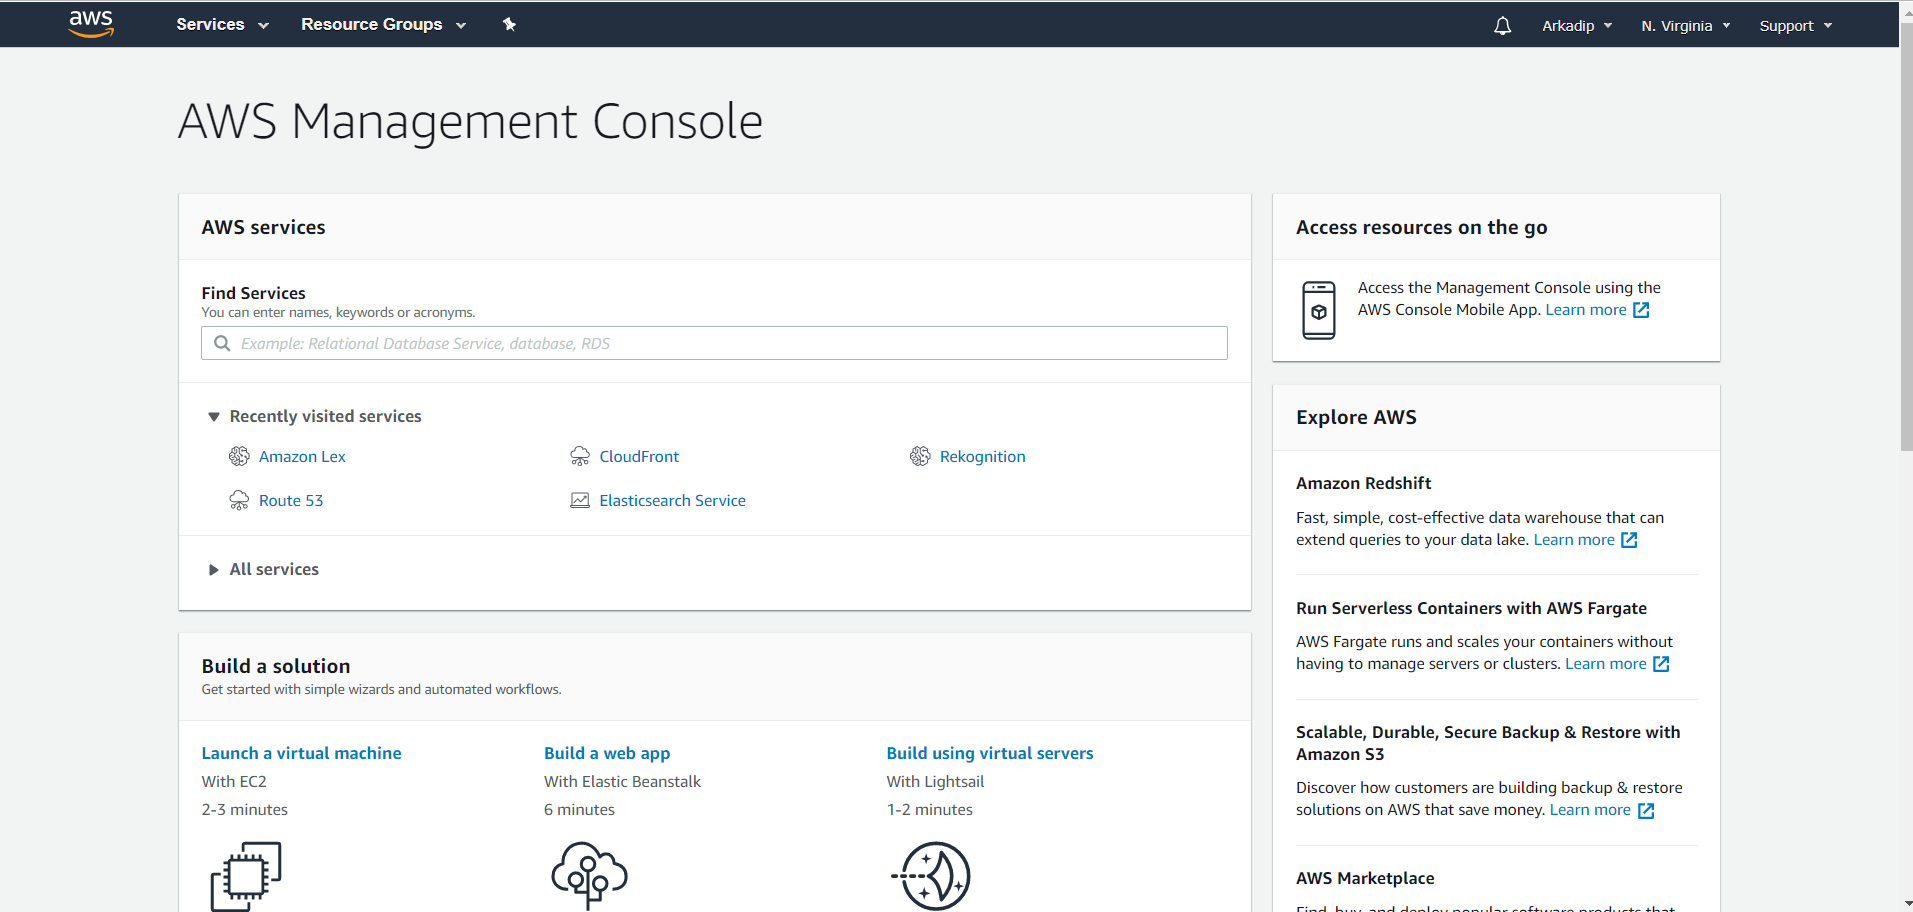 aws Services Resource Groups Arkadip N. Virginia Support
AWS Management Console
AWS services
Find Services
You can enter names, keywords or acronyms.
Example: Relational Database Service, database, RDS
Recently visited services
Amazon Lex CloudFront Rekognition
Route 53 Elasticsearch Service
All services
Build a solution
Get started with simple wizards and automated workflows.
Launch a virtual machine
With EC2
2-3 minutes
Build a web app
With Elastic Beanstalk
6 minutes
Build using virtual servers
With Lightsail
1-2 minutes
Access resources on the go
Access the Management Console using the
AWS Console Mobile App. Learn more
Explore AWS
Amazon Redshift
Fast, simple, cost-effective data warehouse that can
extend queries to your data lake. Learn more
Run Serverless Containers with AWS Fargate
AWS Fargate runs and scales your containers without
having to manage servers or clusters. Learn more
Scalable, Durable, Secure Backup & Restore with
Amazon S3
Discover how customers are building backup & restore
solutions on AWS that save money. Learn more
AWS Marketplace
Find, buy, and deploy popular software products that